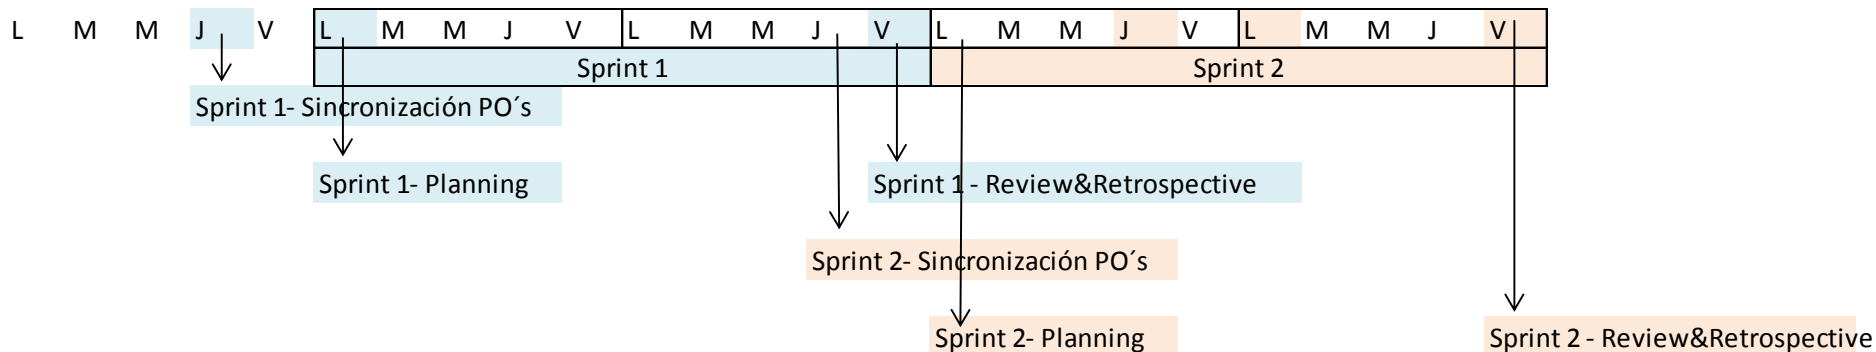 L M M J V L M M J V L M M J V L M M J V L M M J V
Sprint 1 Sprint 2
Sprint 1- Sincronización PO´s
Sprint 1- Planning Sprint 1 - Review&Retrospective
Sprint 2- Sincronización PO´s
Sprint 2- Planning Sprint 2 - Review&Retrospective